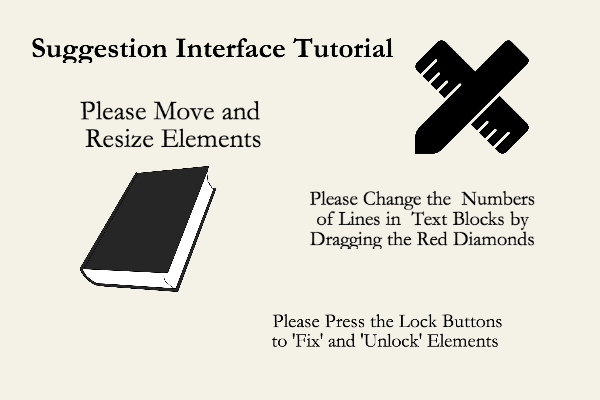 Suggestion Interface Tutorial
Please Move and
Resize Elements
Please Change the Numbers
of Lines in Text Blocks by
Dragging the Red Diamonds
Please Press the Lock Buttons
to 'Fix' and 'Unlock' Elements